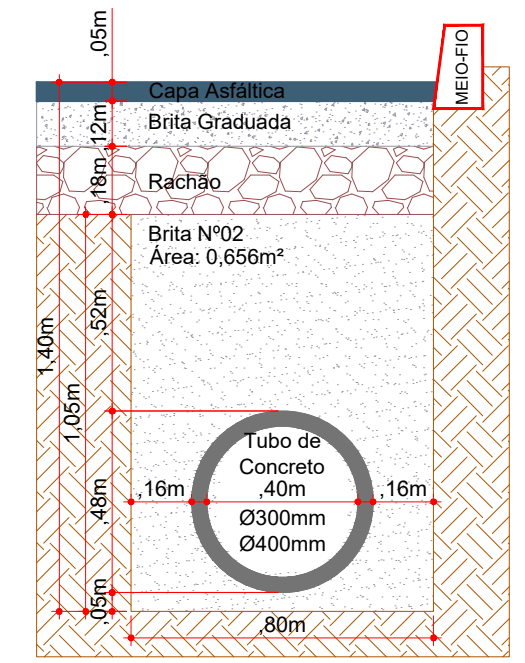 ,05m
MEIO-FIO
Capa Asfáltica
,12m
Brita Graduada
,18m
Rachão
Brita Nº02
Área: 0,656m²
,52m
1,40m
1,05m
Tubo de
Concreto
,16m
,40m
,16m
,48m
Ø300mm
Ø400mm
,05m
,80m